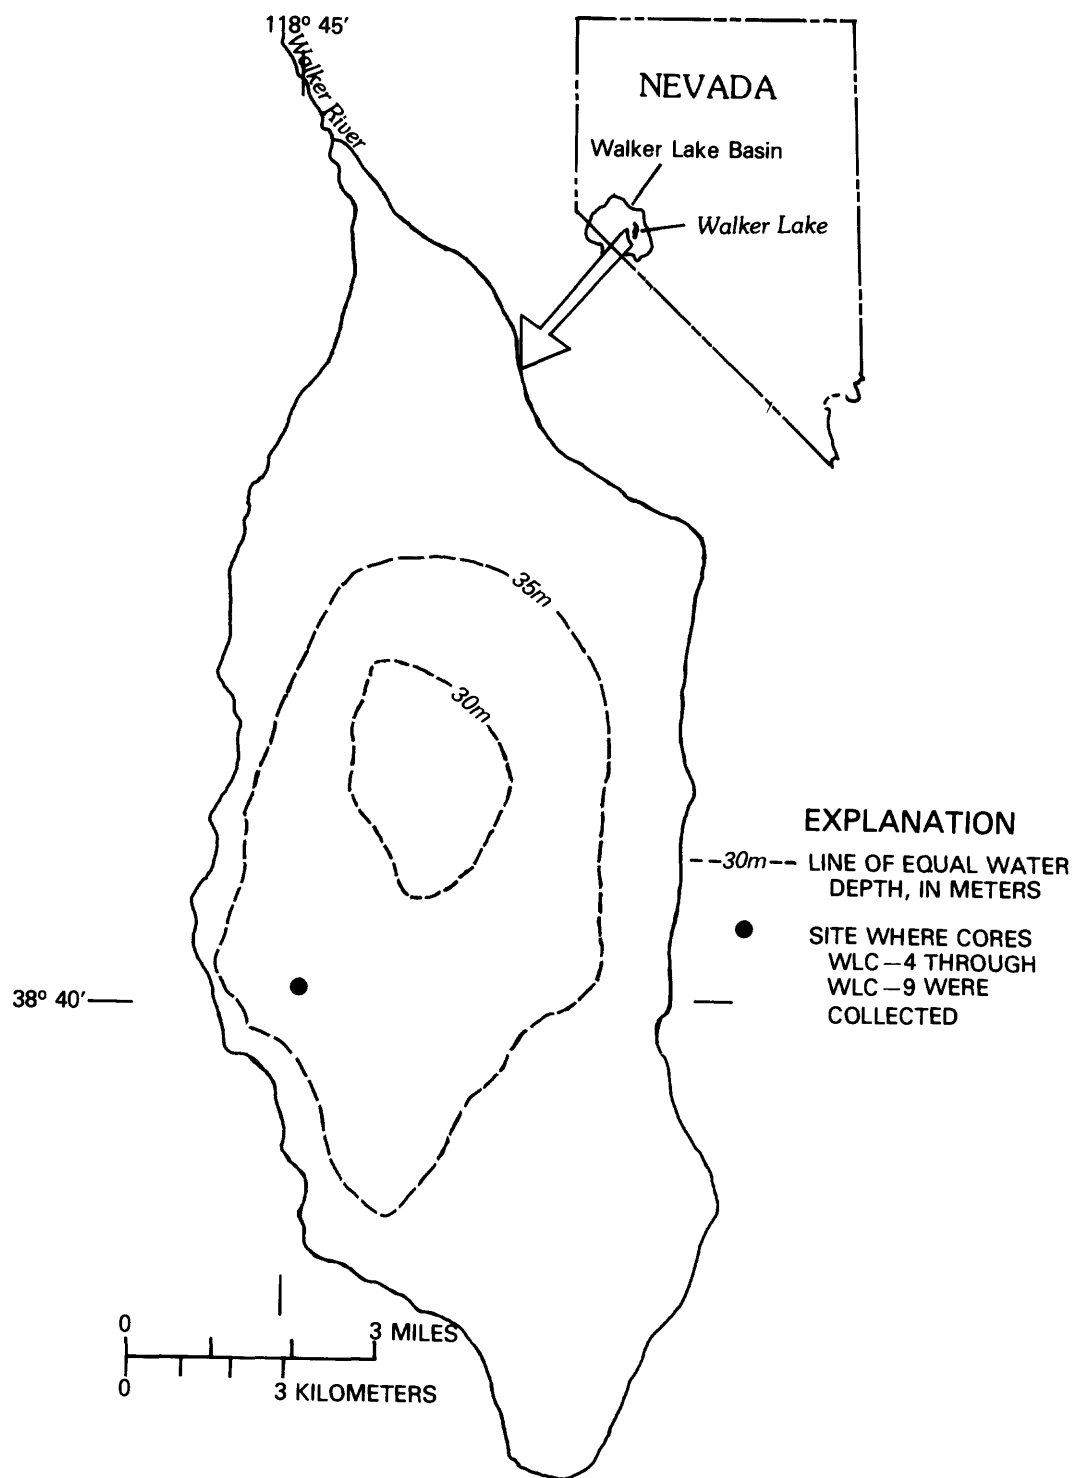 118° 45′
Walker River
NEVADA
Walker Lake Basin
Walker Lake
35m
30m
EXPLANATION
--30m-- LINE OF EQUAL WATER
DEPTH, IN METERS
SITE WHERE CORES
WLC–4 THROUGH
WLC–9 WERE
COLLECTED
38° 40′
0 3 MILES
0 3 KILOMETERS